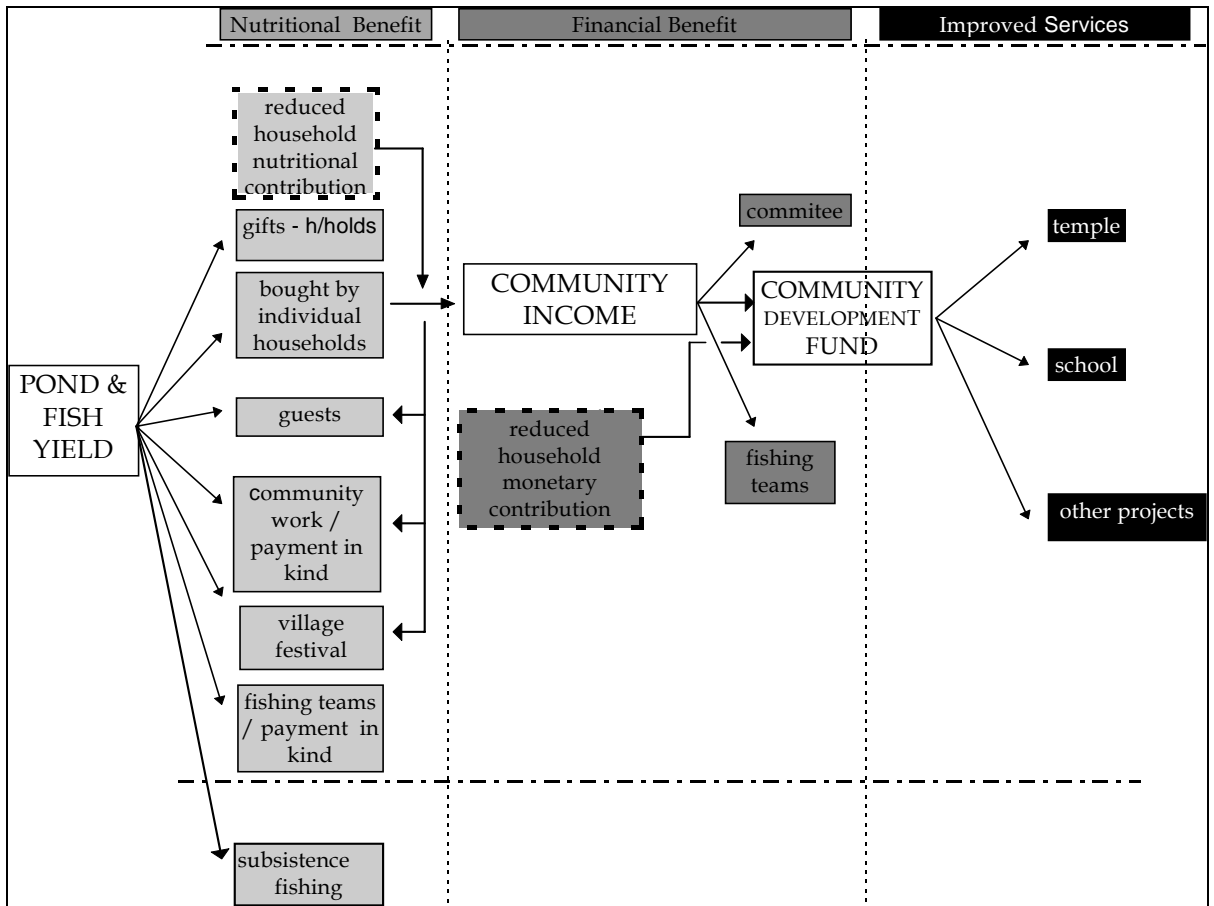 Nutritional Benefit
Financial Benefit
Improved Services
reduced
household
nutritional
contribution
gifts - h/holds
bought by
individual
households
guests
community
work /
payment in
kind
village
festival
fishing teams
/ payment in
kind
subsistence
fishing
POND &
FISH
YIELD
COMMUNITY
INCOME
reduced
household
monetary
contribution
commitee
COMMUNITY
DEVELOPMENT
FUND
fishing
teams
temple
school
other projects